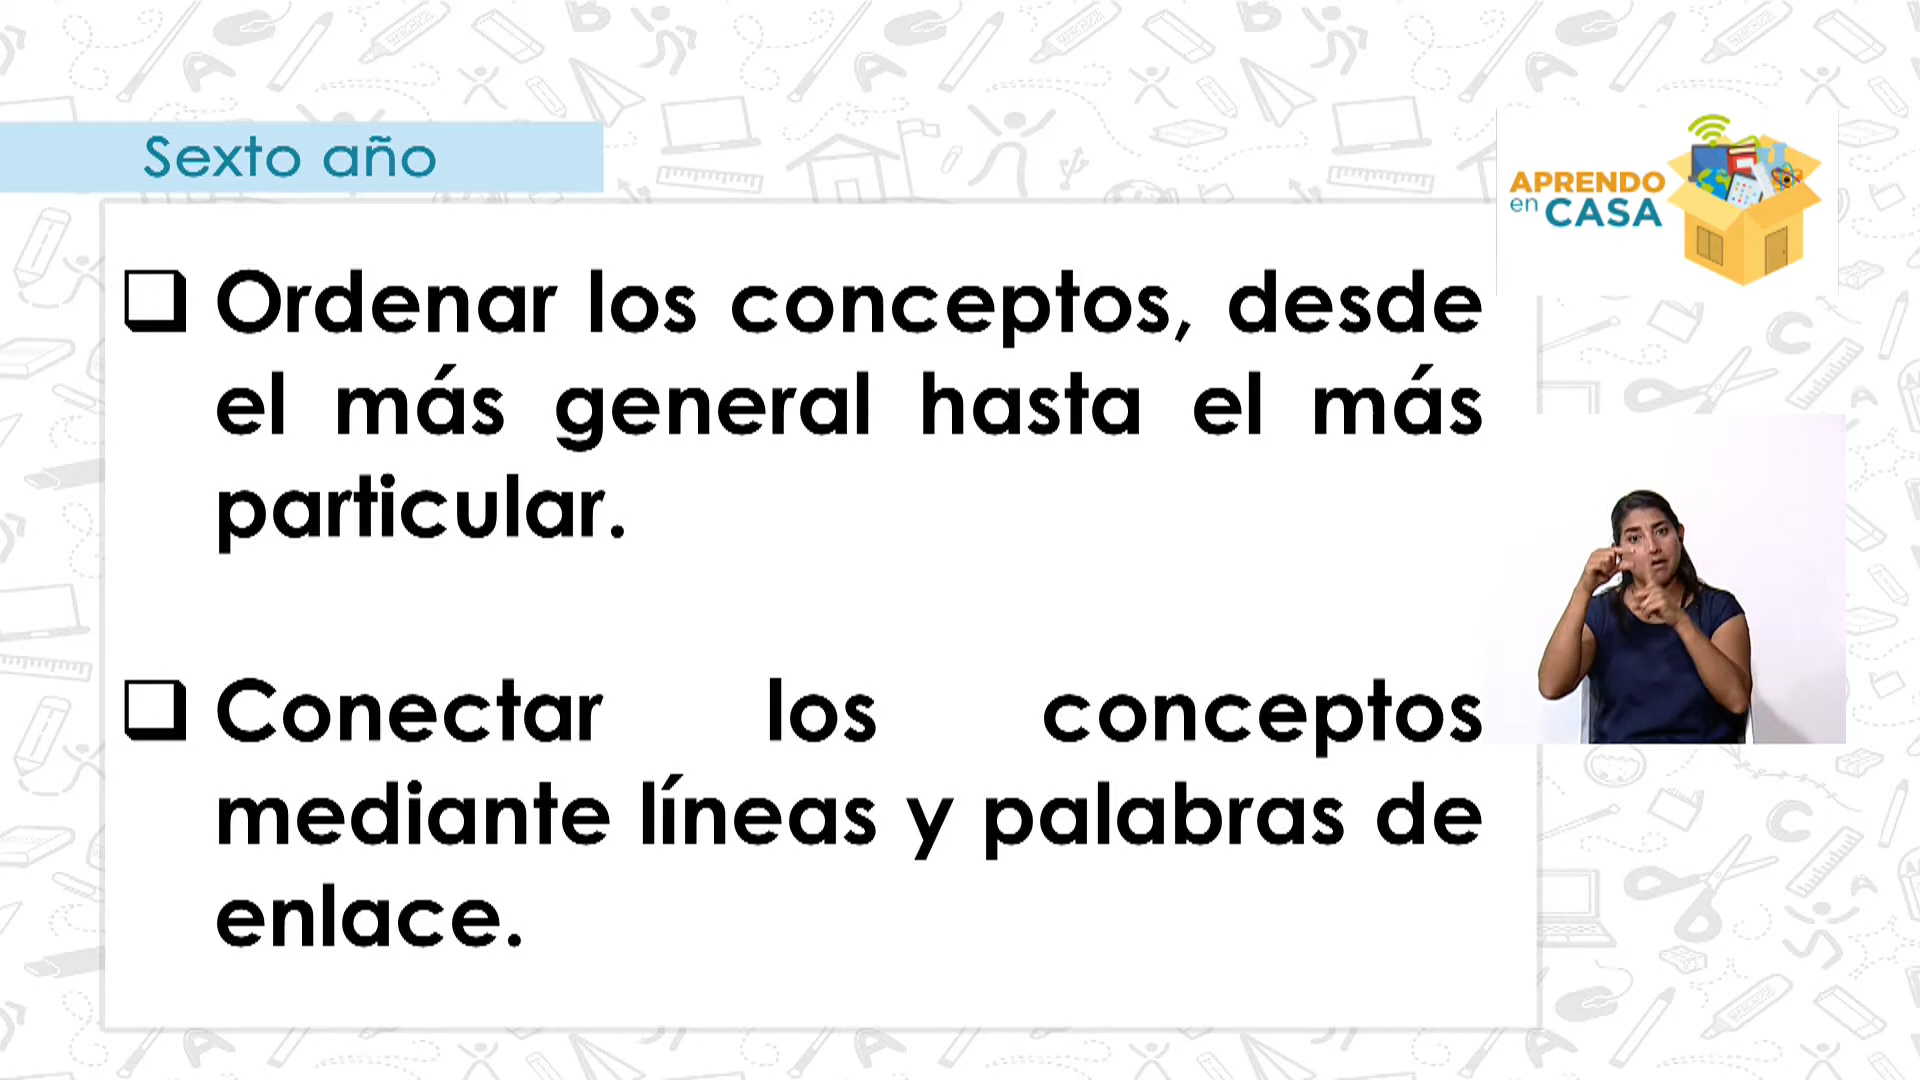 Sexto año
APRENDO
en CASA
Ordenar los conceptos, desde
el más general hasta el más
particular.
Conectar los conceptos
mediante líneas y palabras de
enlace.